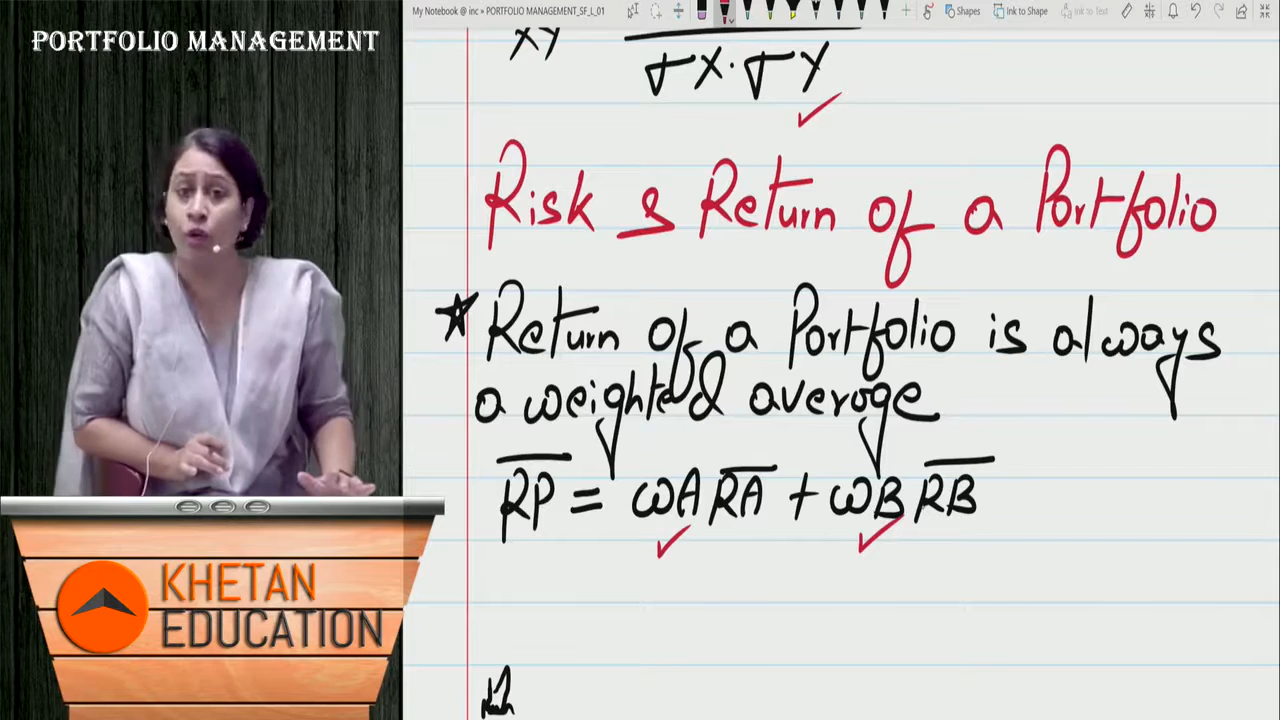 My Notebook @ inc » PORTFOLIO MANAGEMENT_SF_L_01
Shapes
Ink to Shape
Ink to Text
PORTFOLIO MANAGEMENT
XY
σX.σY
Risk & Return of a Portfolio
Return of a Portfolio is always
a weighted average
RP = ωA RA + ωB RB
KHETAN
EDUCATION